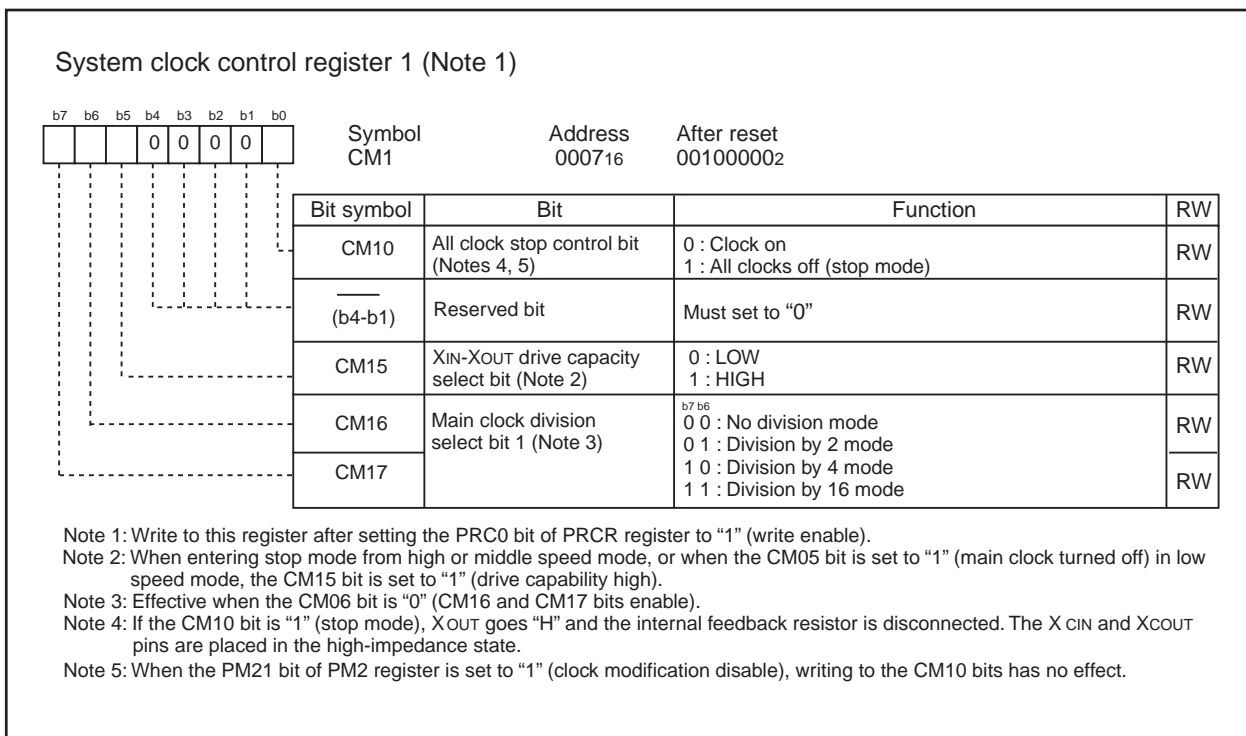 System clock control register 1 (Note 1)
b7 b6 b5 b4 b3 b2 b1 b0
0 0 0 0
Symbol Address After reset
CM1 000716 001000002
Bit symbol Bit Function RW
CM10 All clock stop control bit (Notes 4, 5) 0 : Clock on 1 : All clocks off (stop mode) RW
(b4-b1) Reserved bit Must set to “0” RW
CM15 XIN-XOUT drive capacity select bit (Note 2) 0 : LOW 1 : HIGH RW
CM16 Main clock division select bit 1 (Note 3) b7 b6 0 0 : No division mode 0 1 : Division by 2 mode RW
CM17 1 0 : Division by 4 mode 1 1 : Division by 16 mode RW
Note 1: Write to this register after setting the PRC0 bit of PRCR register to “1” (write enable).
Note 2: When entering stop mode from high or middle speed mode, or when the CM05 bit is set to “1” (main clock turned off) in low
speed mode, the CM15 bit is set to “1” (drive capability high).
Note 3: Effective when the CM06 bit is “0” (CM16 and CM17 bits enable).
Note 4: If the CM10 bit is “1” (stop mode), XOUT goes “H” and the internal feedback resistor is disconnected. The X CIN and XCOUT
pins are placed in the high-impedance state.
Note 5: When the PM21 bit of PM2 register is set to “1” (clock modification disable), writing to the CM10 bits has no effect.